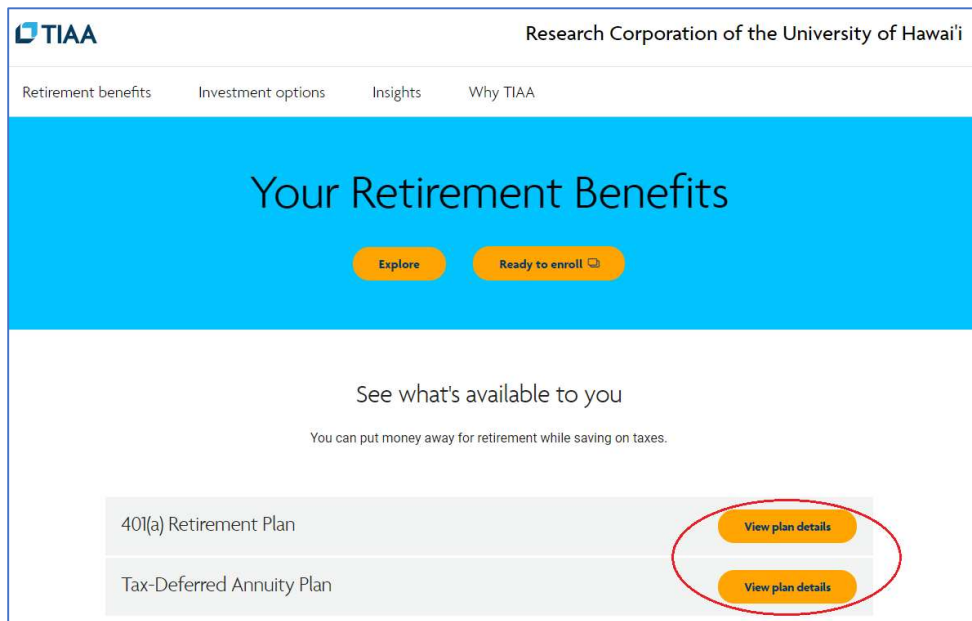 TIAA
Research Corporation of the University of Hawai'i
Retirement benefits Investment options Insights Why TIAA
Your Retirement Benefits
Explore Ready to enroll
See what's available to you
You can put money away for retirement while saving on taxes.
401(a) Retirement Plan View plan details
Tax-Deferred Annuity Plan View plan details